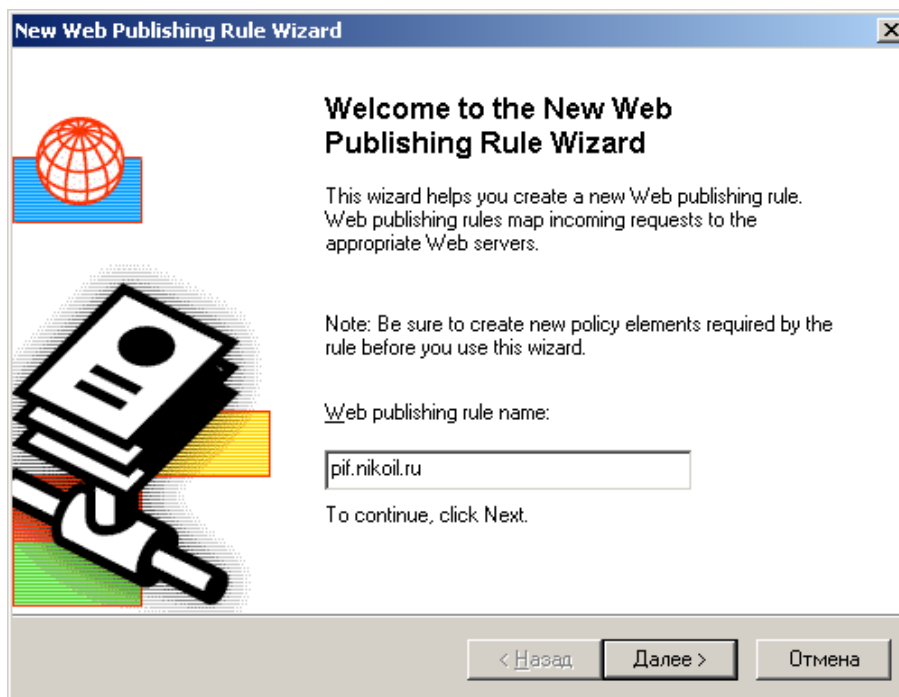 New Web Publishing Rule Wizard
Welcome to the New Web
Publishing Rule Wizard
This wizard helps you create a new Web publishing rule.
Web publishing rules map incoming requests to the
appropriate Web servers.
Note: Be sure to create new policy elements required by the
rule before you use this wizard.
Web publishing rule name:
pif.nikoil.ru
To continue, click Next.
< Назад
Далее >
Отмена